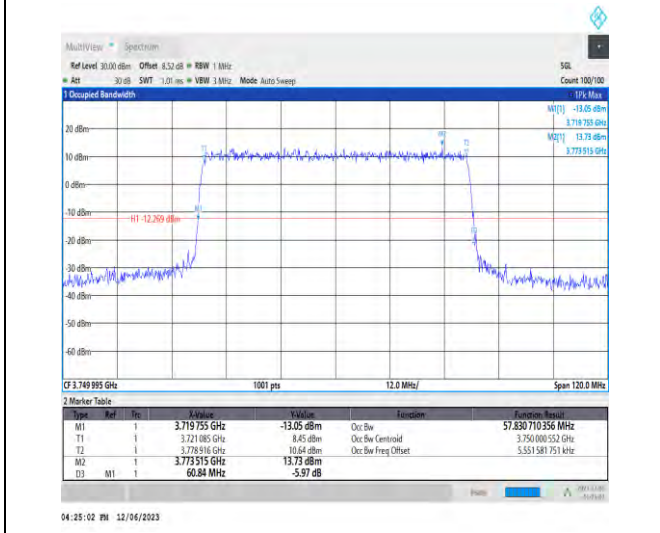 MultiView Spectrum
Ref Level 30.00 dBm Offset 8.52 dB RBW 1 MHz SGL
Att 30 dB SWT 1.01 ms VBW 3 MHz Mode Auto Sweep Count 100/100
1 Occupied Bandwidth 1Pk Max
M1[1] -13.05 dBm
3.719 755 GHz
M2[1] 13.73 dBm
3.773 515 GHz
20 dBm
10 dBm
0 dBm
-10 dBm
H1 -12.269 dBm
-20 dBm
-30 dBm
-40 dBm
-50 dBm
-60 dBm
CF 3.749 995 GHz 1001 pts 12.0 MHz/ Span 120.0 MHz
2 Marker Table
Type Ref Trc X-Value Y-Value Function Function Result
M1 1 3.719 755 GHz -13.05 dBm Occ Bw 57.830 710 356 MHz
T1 1 3.721 085 GHz 8.45 dBm Occ Bw Centroid 3.750 000 552 GHz
T2 1 3.778 916 GHz 10.64 dBm Occ Bw Freq Offset 5.551 581 751 kHz
M2 1 3.773 515 GHz 13.73 dBm
D3 M1 1 60.84 MHz -5.97 dB
04:25:02 PM 12/06/2023